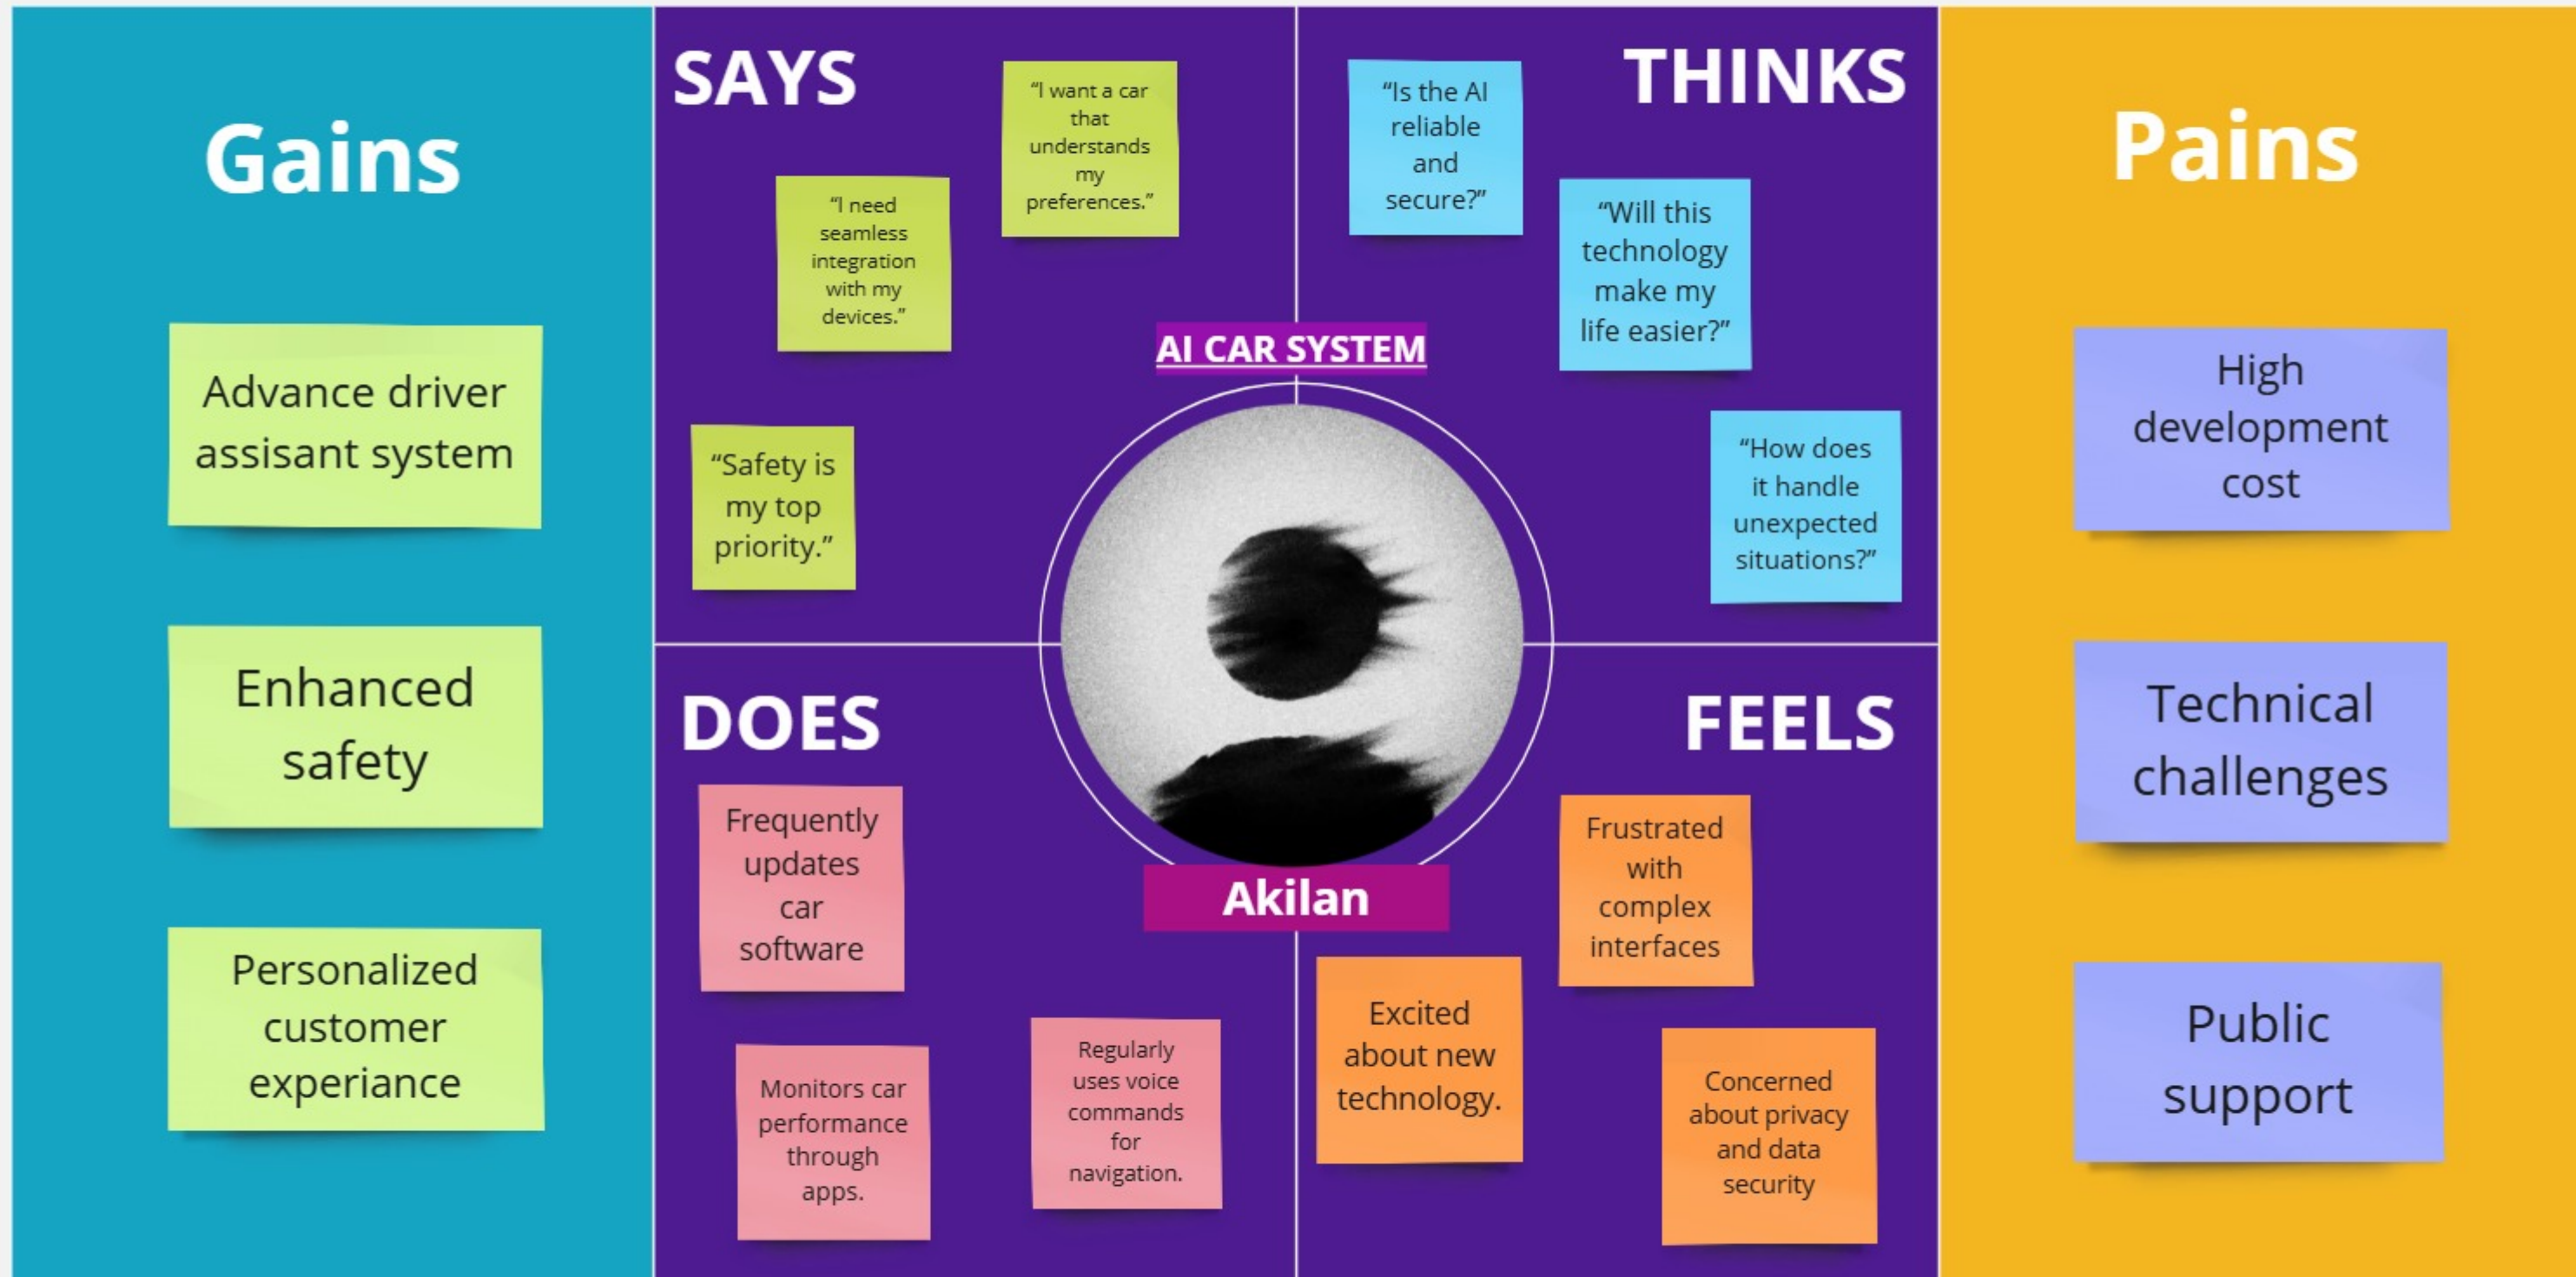 Gains
Advance driver
assisant system
Enhanced
safety
Personalized
customer
experiance
SAYS
“I want a car
that
understands
my
preferences.”
“I need
seamless
integration
with my
devices.”
“Safety is
my top
priority.”
THINKS
“Is the AI
reliable
and
secure?”
“Will this
technology
make my
life easier?”
“How does
it handle
unexpected
situations?”
AI CAR SYSTEM
Akilan
DOES
Frequently
updates
car
software
Monitors car
performance
through
apps.
Regularly
uses voice
commands
for
navigation.
FEELS
Frustrated
with
complex
interfaces
Excited
about new
technology.
Concerned
about privacy
and data
security
Pains
High
development
cost
Technical
challenges
Public
support